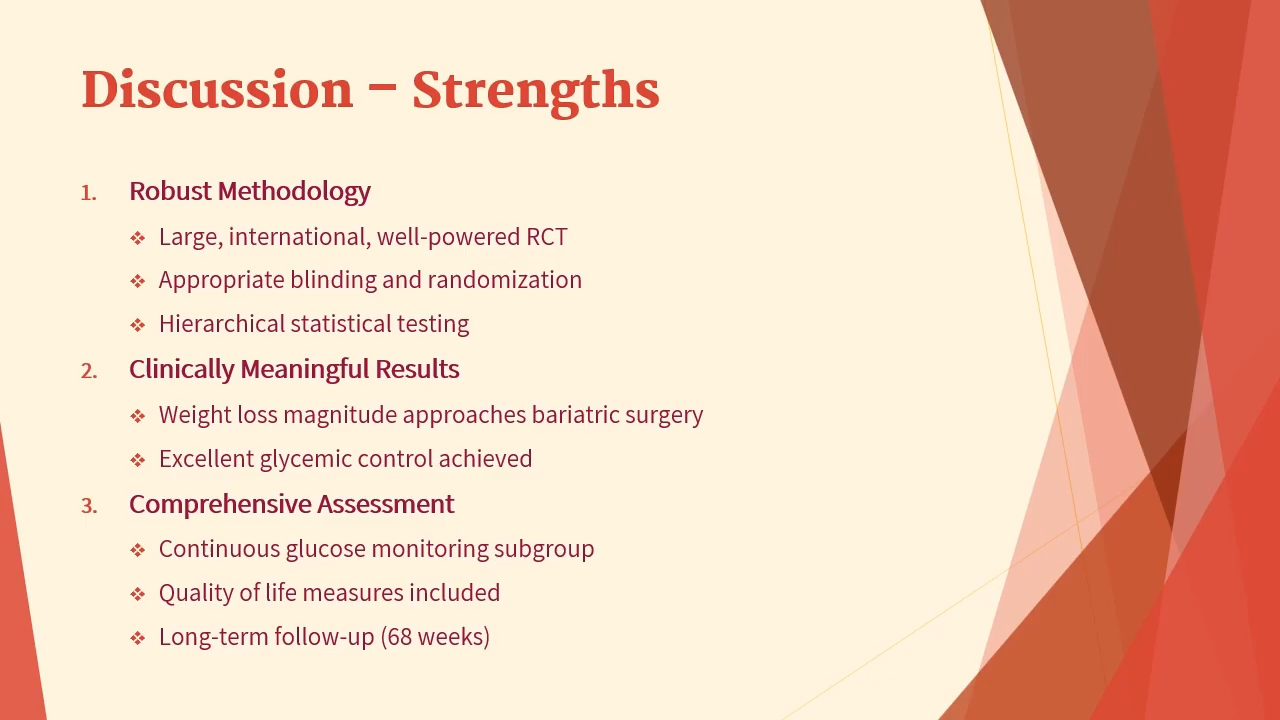 Discussion – Strengths
1. Robust Methodology
❖ Large, international, well-powered RCT
❖ Appropriate blinding and randomization
❖ Hierarchical statistical testing
2. Clinically Meaningful Results
❖ Weight loss magnitude approaches bariatric surgery
❖ Excellent glycemic control achieved
3. Comprehensive Assessment
❖ Continuous glucose monitoring subgroup
❖ Quality of life measures included
❖ Long-term follow-up (68 weeks)